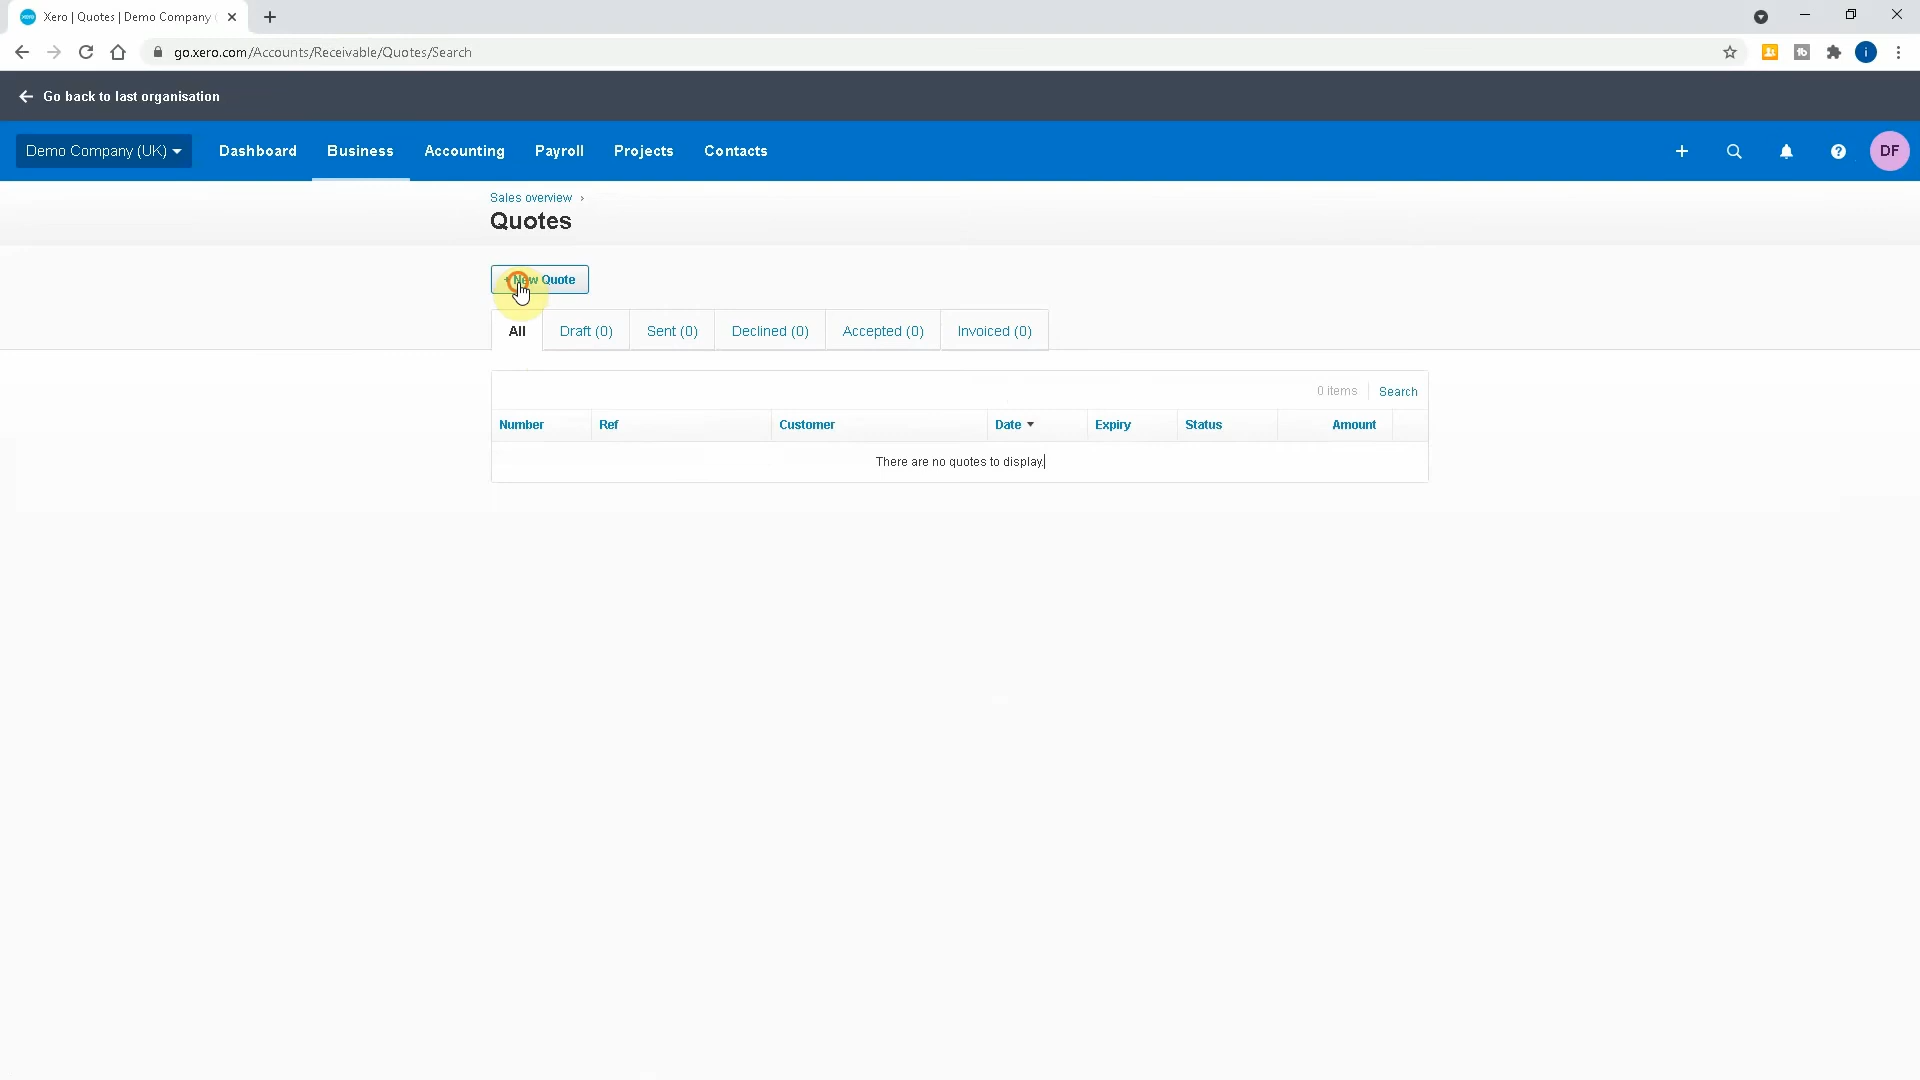 Xero | Quotes | Demo Company (
go.xero.com/Accounts/Receivable/Quotes/Search
Go back to last organisation
Demo Company (UK)
Dashboard
Business
Accounting
Payroll
Projects
Contacts
DF
Sales overview ›
Quotes
+ New Quote
All
Draft (0)
Sent (0)
Declined (0)
Accepted (0)
Invoiced (0)
0 items
Search
Number
Ref
Customer
Date
Expiry
Status
Amount
There are no quotes to display.